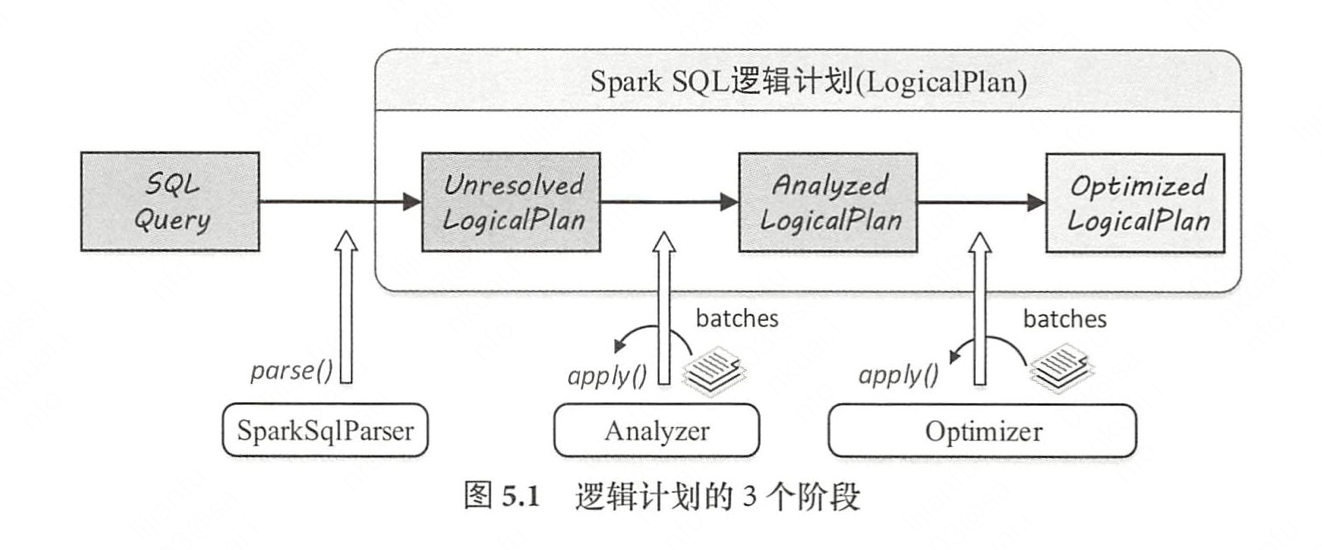 Spark SQL逻辑计划(LogicalPlan)
SQL
Query
Unresolved
LogicalPlan
Analyzed
LogicalPlan
Optimized
LogicalPlan
parse()
apply()
batches
apply()
batches
SparkSqlParser
Analyzer
Optimizer
图 5.1 逻辑计划的 3 个阶段